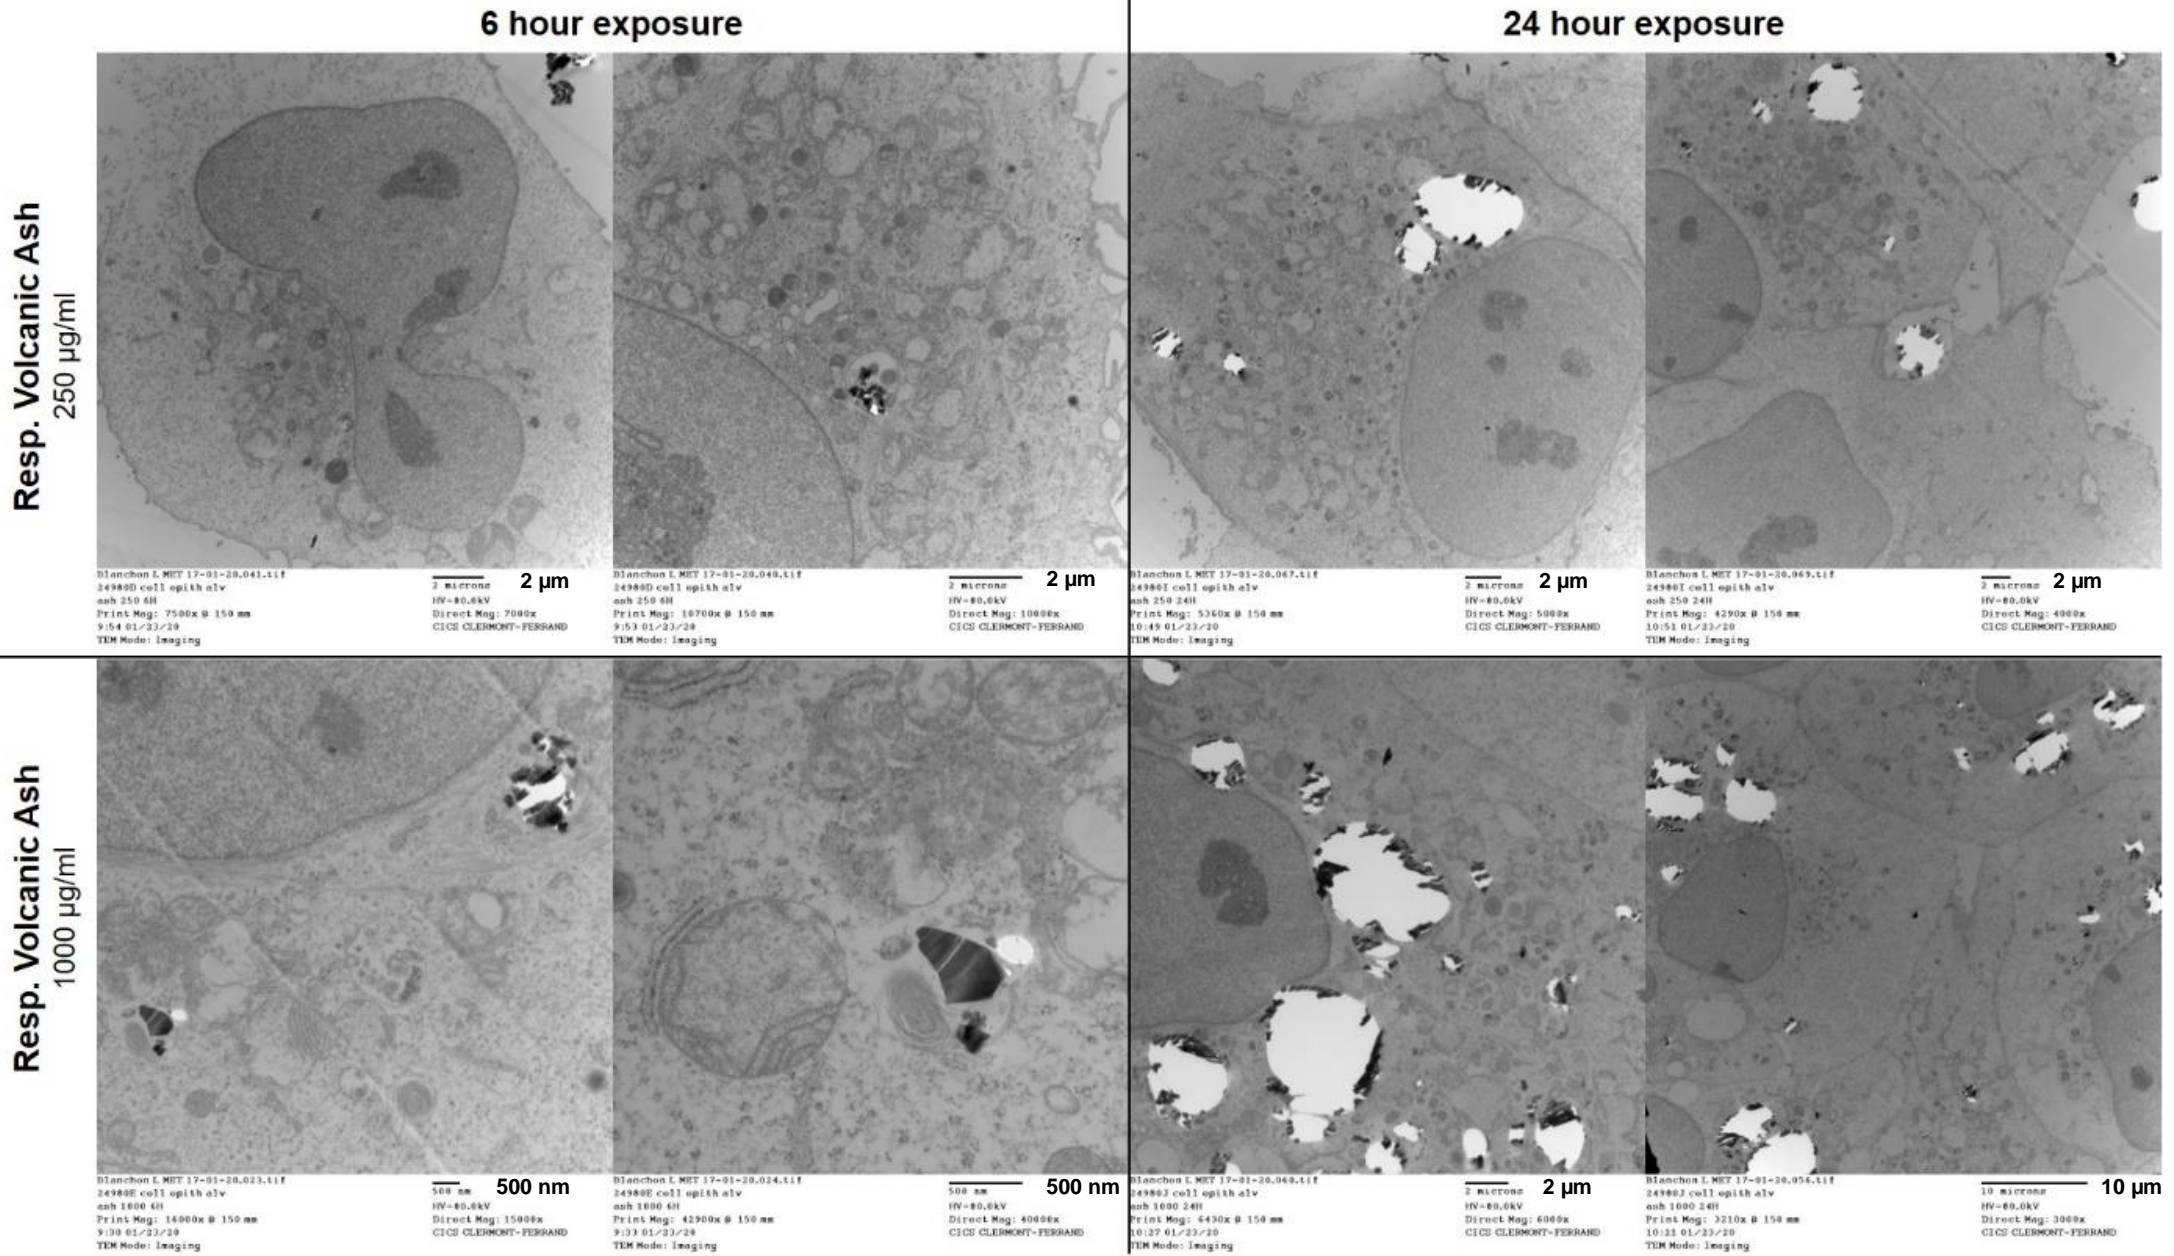 6 hour exposure
24 hour exposure
Resp. Volcanic Ash
250 µg/ml
Blanchon L MET 17-01-20.041.tif
24980D cell epith alv
ash 250 6H
Print Mag: 7500x @ 150 mm
9:54 01/23/20
TEM Mode: Imaging
2 microns
2 µm
HV=80.0kV
Direct Mag: 7000x
CICS CLERMONT-FERRAND
Blanchon L MET 17-01-20.040.tif
24980D cell epith alv
ash 250 6H
Print Mag: 10700x @ 150 mm
9:53 01/23/20
TEM Mode: Imaging
2 microns
2 µm
HV=80.0kV
Direct Mag: 10000x
CICS CLERMONT-FERRAND
Blanchon L MET 17-01-20.067.tif
24980I cell epith alv
ash 250 24H
Print Mag: 5360x @ 150 mm
10:49 01/23/20
TEM Mode: Imaging
2 microns
2 µm
HV=80.0kV
Direct Mag: 5000x
CICS CLERMONT-FERRAND
Blanchon L MET 17-01-20.069.tif
24980I cell epith alv
ash 250 24H
Print Mag: 4290x @ 150 mm
10:51 01/23/20
TEM Mode: Imaging
2 microns
2 µm
HV=80.0kV
Direct Mag: 4000x
CICS CLERMONT-FERRAND
Resp. Volcanic Ash
1000 µg/ml
Blanchon L MET 17-01-20.023.tif
24980E cell epith alv
ash 1000 6H
Print Mag: 16000x @ 150 mm
9:30 01/23/20
TEM Mode: Imaging
500 nm
500 nm
HV=80.0kV
Direct Mag: 15000x
CICS CLERMONT-FERRAND
Blanchon L MET 17-01-20.024.tif
24980E cell epith alv
ash 1000 6H
Print Mag: 42900x @ 150 mm
9:33 01/23/20
TEM Mode: Imaging
500 nm
500 nm
HV=80.0kV
Direct Mag: 40000x
CICS CLERMONT-FERRAND
Blanchon L MET 17-01-20.060.tif
24980J cell epith alv
ash 1000 24H
Print Mag: 6430x @ 150 mm
10:27 01/23/20
TEM Mode: Imaging
2 microns
2 µm
HV=80.0kV
Direct Mag: 6000x
CICS CLERMONT-FERRAND
Blanchon L MET 17-01-20.056.tif
24980J cell epith alv
ash 1000 24H
Print Mag: 3210x @ 150 mm
10:21 01/23/20
TEM Mode: Imaging
10 microns
10 µm
HV=80.0kV
Direct Mag: 3000x
CICS CLERMONT-FERRAND